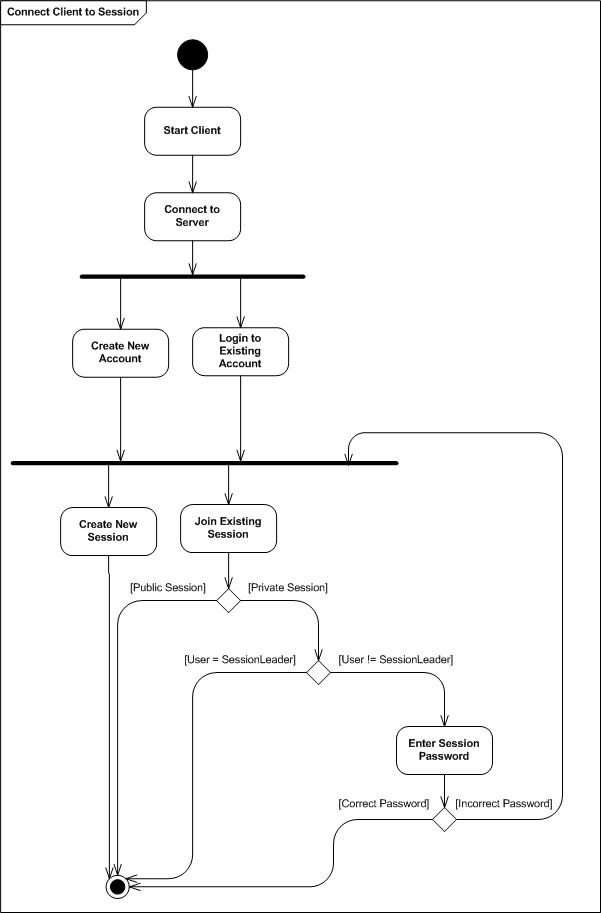 Connect Client to Session
Start Client
Connect to
Server
Create New
Account
Login to
Existing
Account
Create New
Session
Join Existing
Session
[Public Session]
[Private Session]
[User = SessionLeader]
[User != SessionLeader]
Enter Session
Password
[Correct Password]
[Incorrect Password]